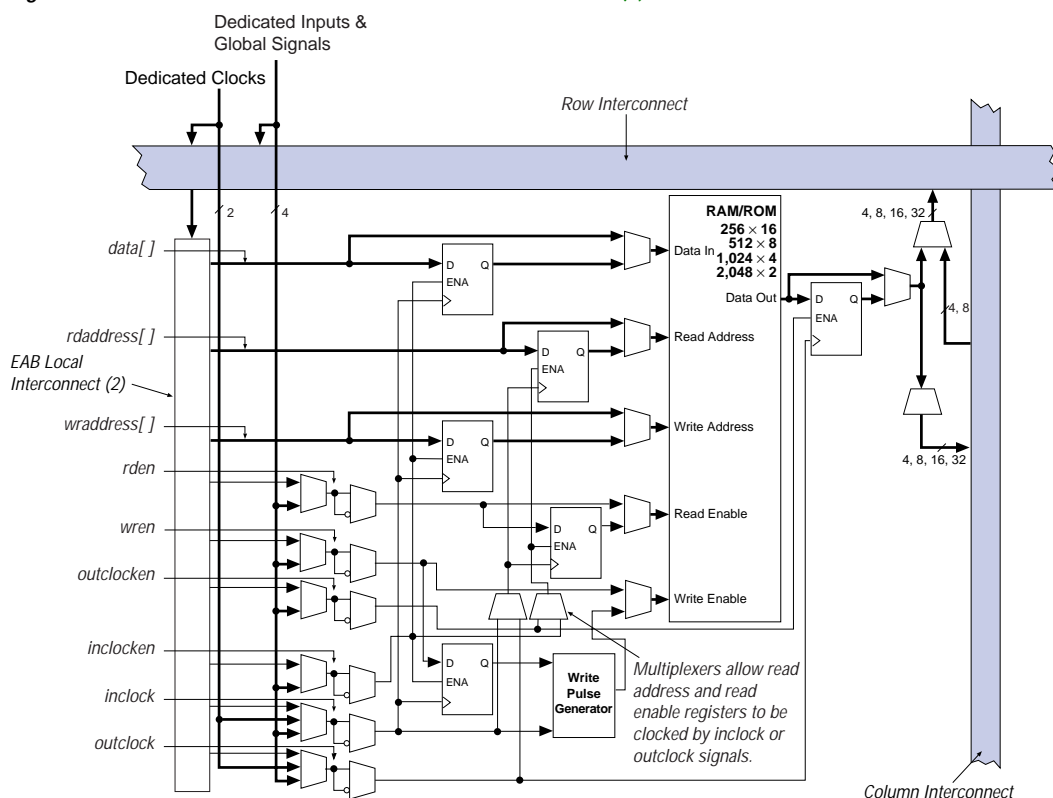 Dedicated Inputs &
Global Signals
Dedicated Clocks
Row Interconnect
2
4
4, 8, 16, 32
RAM/ROM
256 × 16
512 × 8
1,024 × 4
2,048 × 2
data[ ]
D
Q
ENA
Data In
Data Out
D
Q
ENA
4, 8
rdaddress[ ]
D
Q
ENA
Read Address
EAB Local
Interconnect (2)
wraddress[ ]
D
Q
ENA
Write Address
4, 8, 16, 32
rden
D
Q
ENA
Read Enable
wren
outclocken
Write Enable
inclocken
D
Q
ENA
Write
Pulse
Generator
Multiplexers allow read
address and read
enable registers to be
clocked by inclock or
outclock signals.
inclock
outclock
Column Interconnect